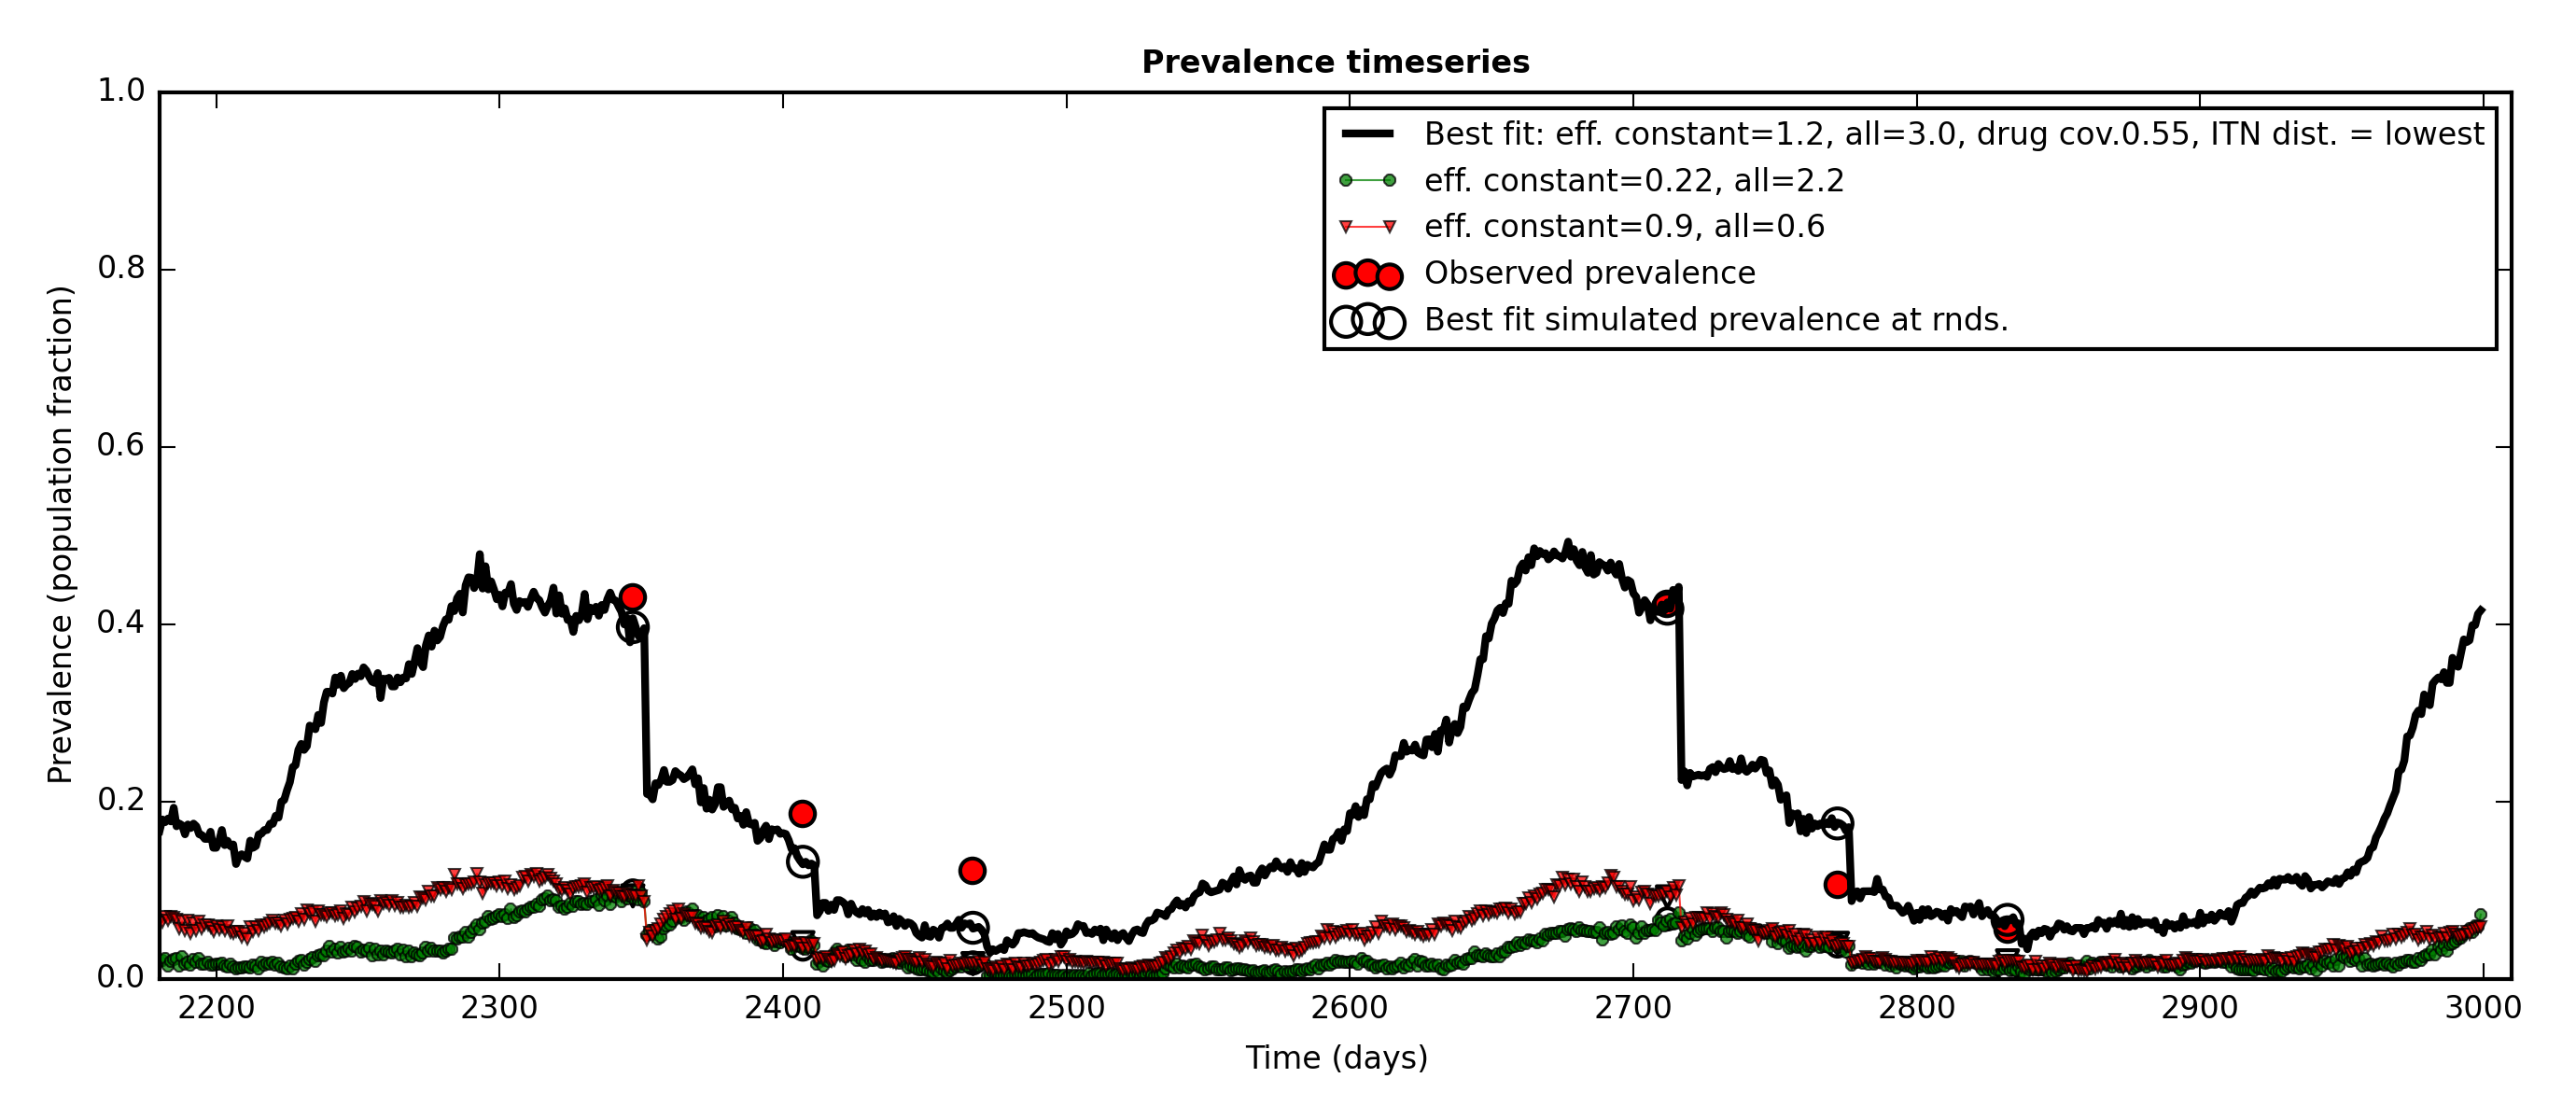 Prevalence timeseries
1.0
0.8
0.6
0.4
0.2
0.0
Prevalence (population fraction)
Best fit: eff. constant=1.2, all=3.0, drug cov.0.55, ITN dist. = lowest
eff. constant=0.22, all=2.2
eff. constant=0.9, all=0.6
Observed prevalence
Best fit simulated prevalence at rnds.
2200 2300 2400 2500 2600 2700 2800 2900 3000
Time (days)